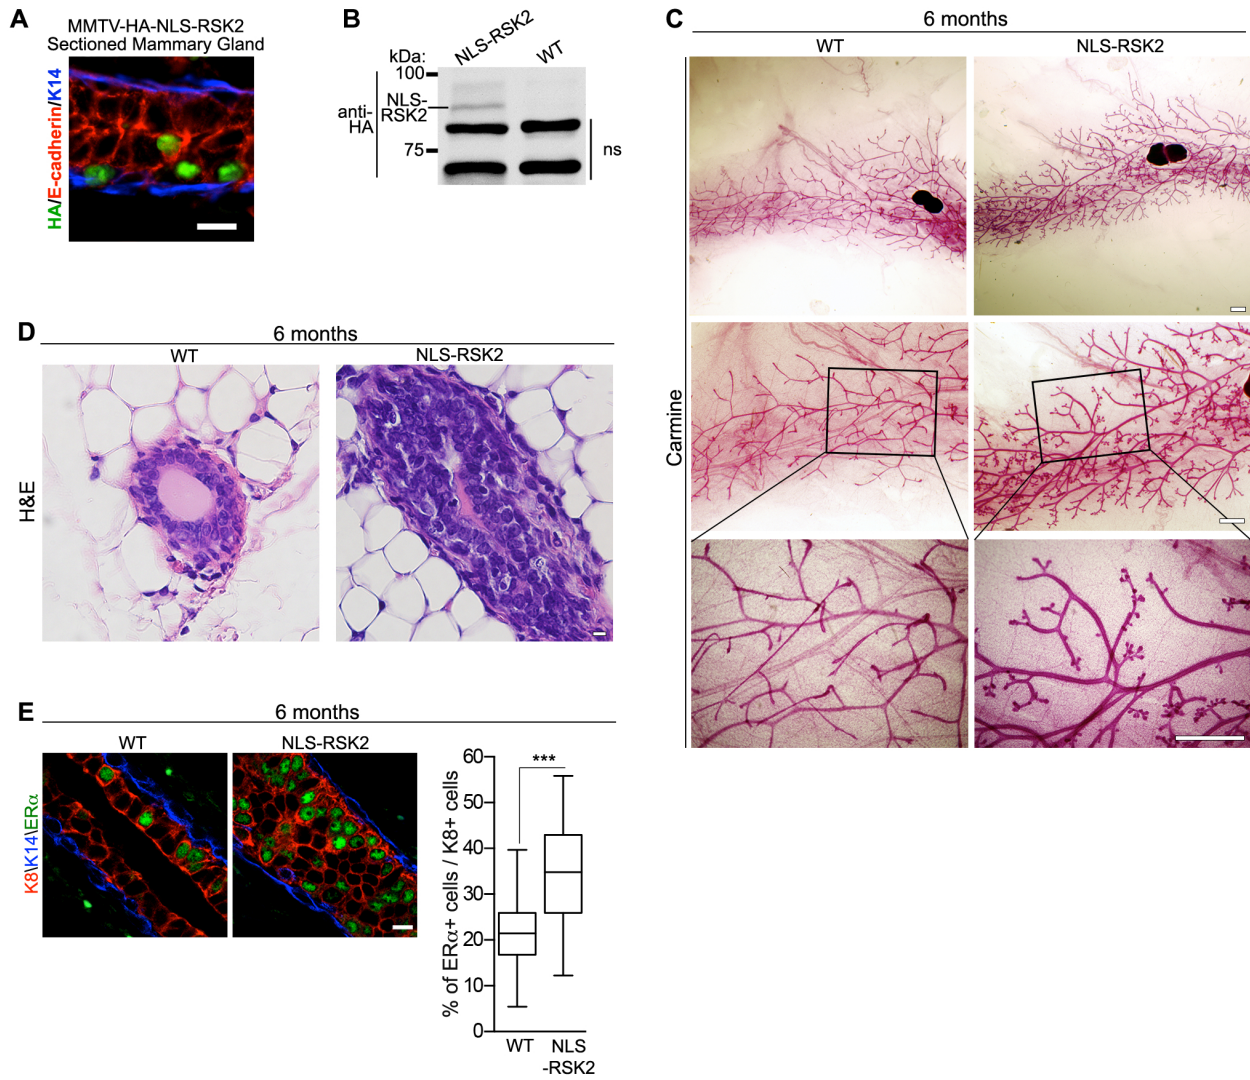 A
MMTV-HA-NLS-RSK2
Sectioned Mammary Gland
HA/E-cadherin/K14
B
kDa:
NLS-RSK2
WT
100
anti-
HA
NLS-
RSK2
75
ns
C
6 months
WT
NLS-RSK2
Carmine
D
6 months
WT
NLS-RSK2
H&E
E
6 months
WT
NLS-RSK2
K8\K14\ERα
% of ERα+ cells / K8+ cells
60
50
40
30
20
10
0
***
WT
NLS
-RSK2